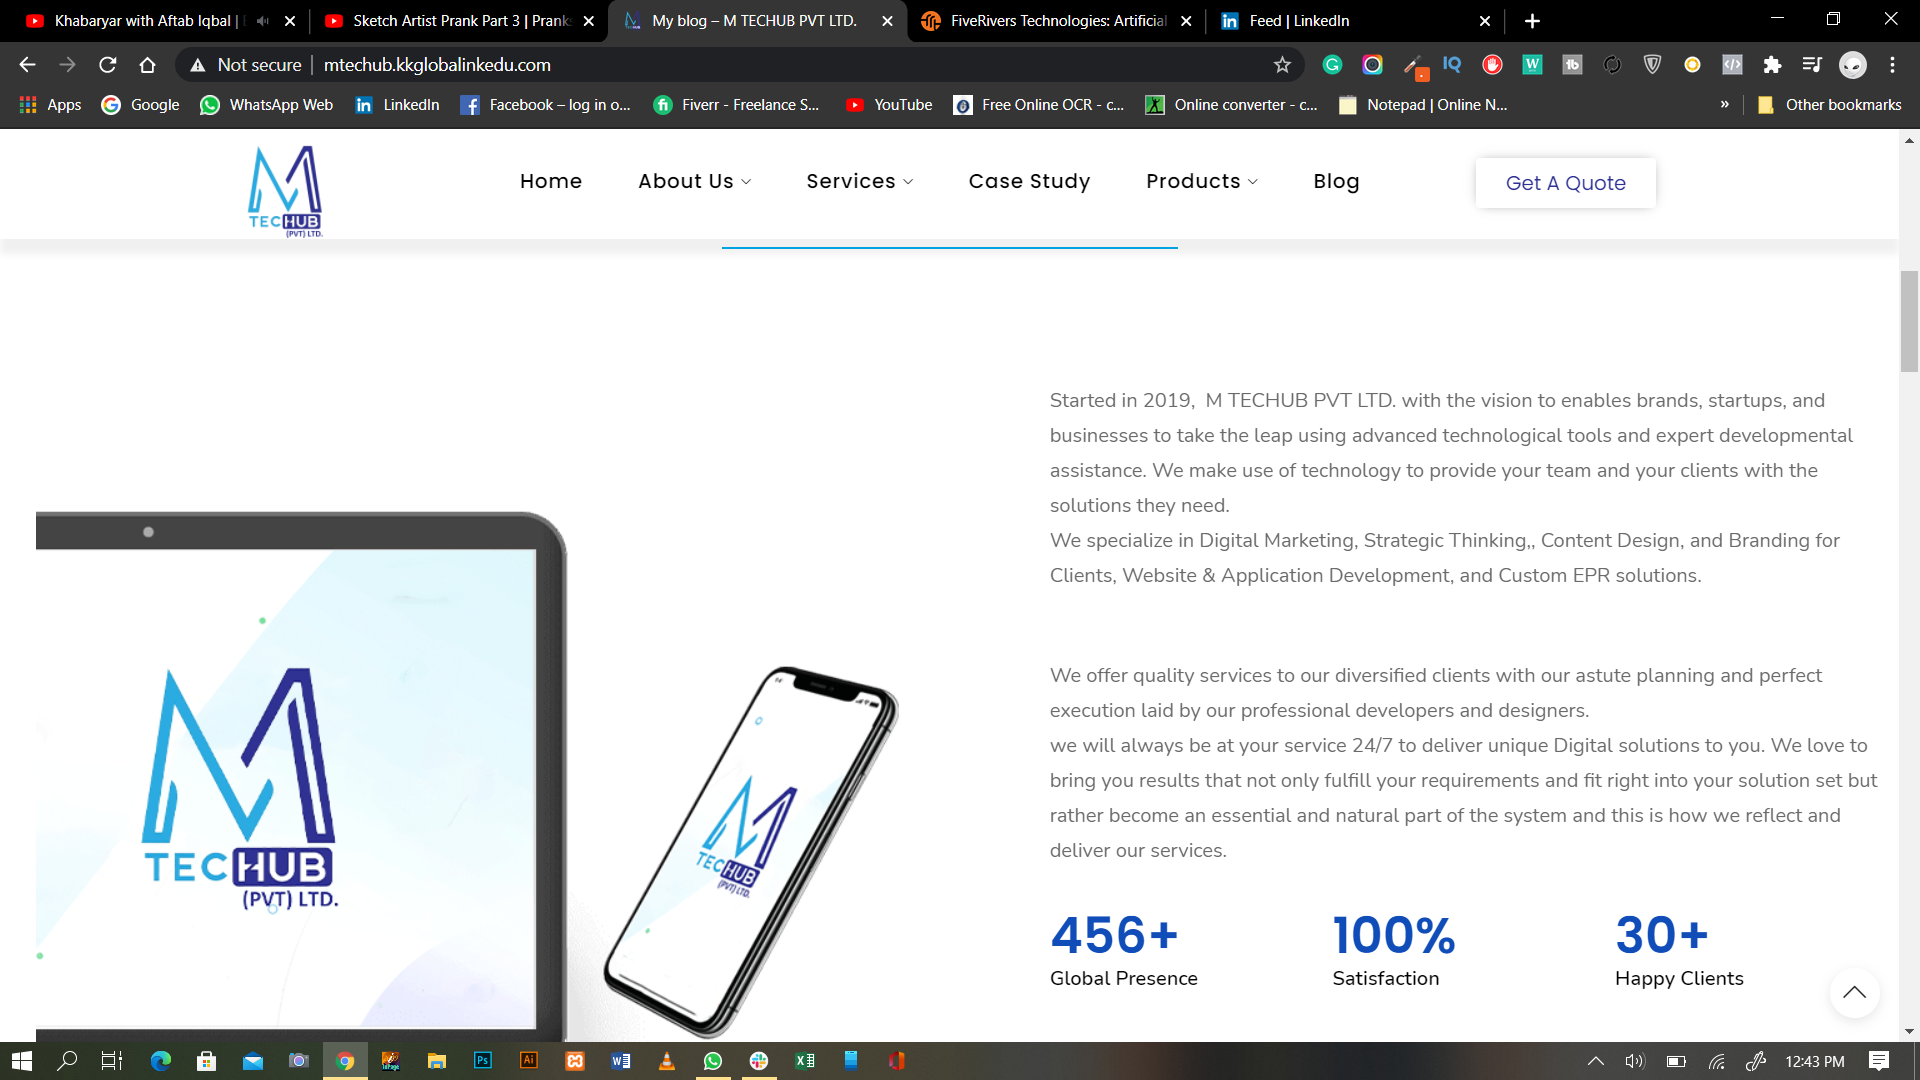 Khabaryar with Aftab Iqbal |
Sketch Artist Prank Part 3 | Prank
My blog – M TECHUB PVT LTD.
FiveRivers Technologies: Artificial
Feed | LinkedIn
Not secure
mtechub.kkglobalinkedu.com
Apps
Google
WhatsApp Web
LinkedIn
Facebook – log in o...
Fiverr - Freelance S...
YouTube
Free Online OCR - c...
Online converter - c...
Notepad | Online N...
»
Other bookmarks
TECHUB
(PVT) LTD.
Home
About Us
Services
Case Study
Products
Blog
Get A Quote
Started in 2019,  M TECHUB PVT LTD. with the vision to enables brands, startups, and
businesses to take the leap using advanced technological tools and expert developmental
assistance. We make use of technology to provide your team and your clients with the
solutions they need.
We specialize in Digital Marketing, Strategic Thinking,, Content Design, and Branding for
Clients, Website & Application Development, and Custom EPR solutions.
We offer quality services to our diversified clients with our astute planning and perfect
execution laid by our professional developers and designers.
we will always be at your service 24/7 to deliver unique Digital solutions to you. We love to
bring you results that not only fulfill your requirements and fit right into your solution set but
rather become an essential and natural part of the system and this is how we reflect and
deliver our services.
TECHUB
(PVT) LTD.
TECHUB
(PVT) LTD.
456+
Global Presence
100%
Satisfaction
30+
Happy Clients
12:43 PM